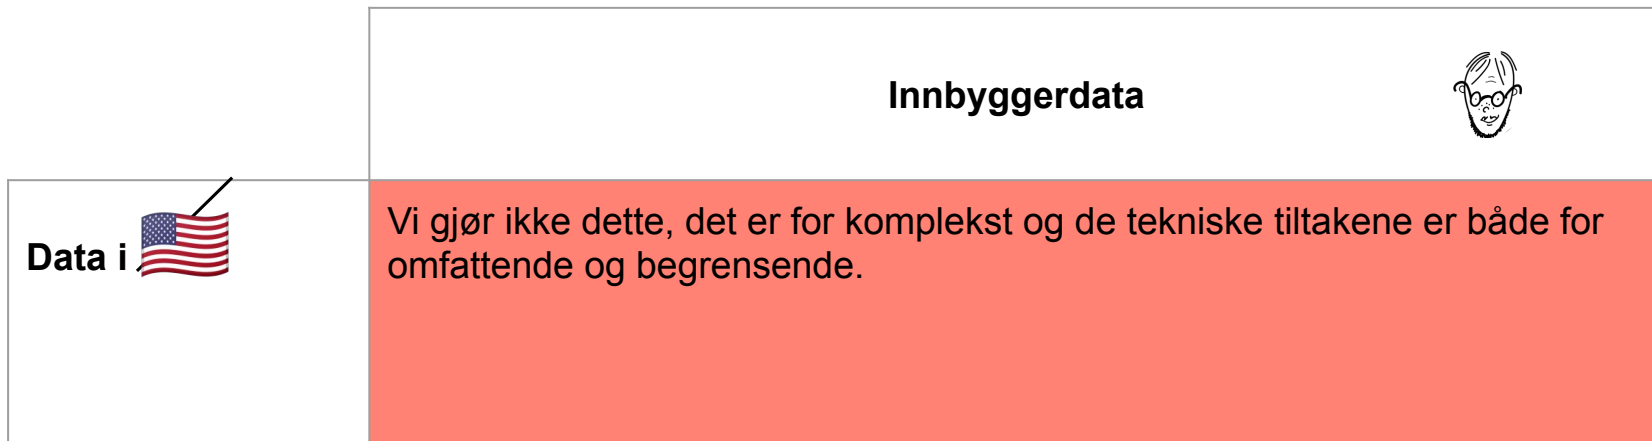 Innbyggerdata
Data i
Vi gjør ikke dette, det er for komplekst og de tekniske tiltakene er både for
omfattende og begrensende.